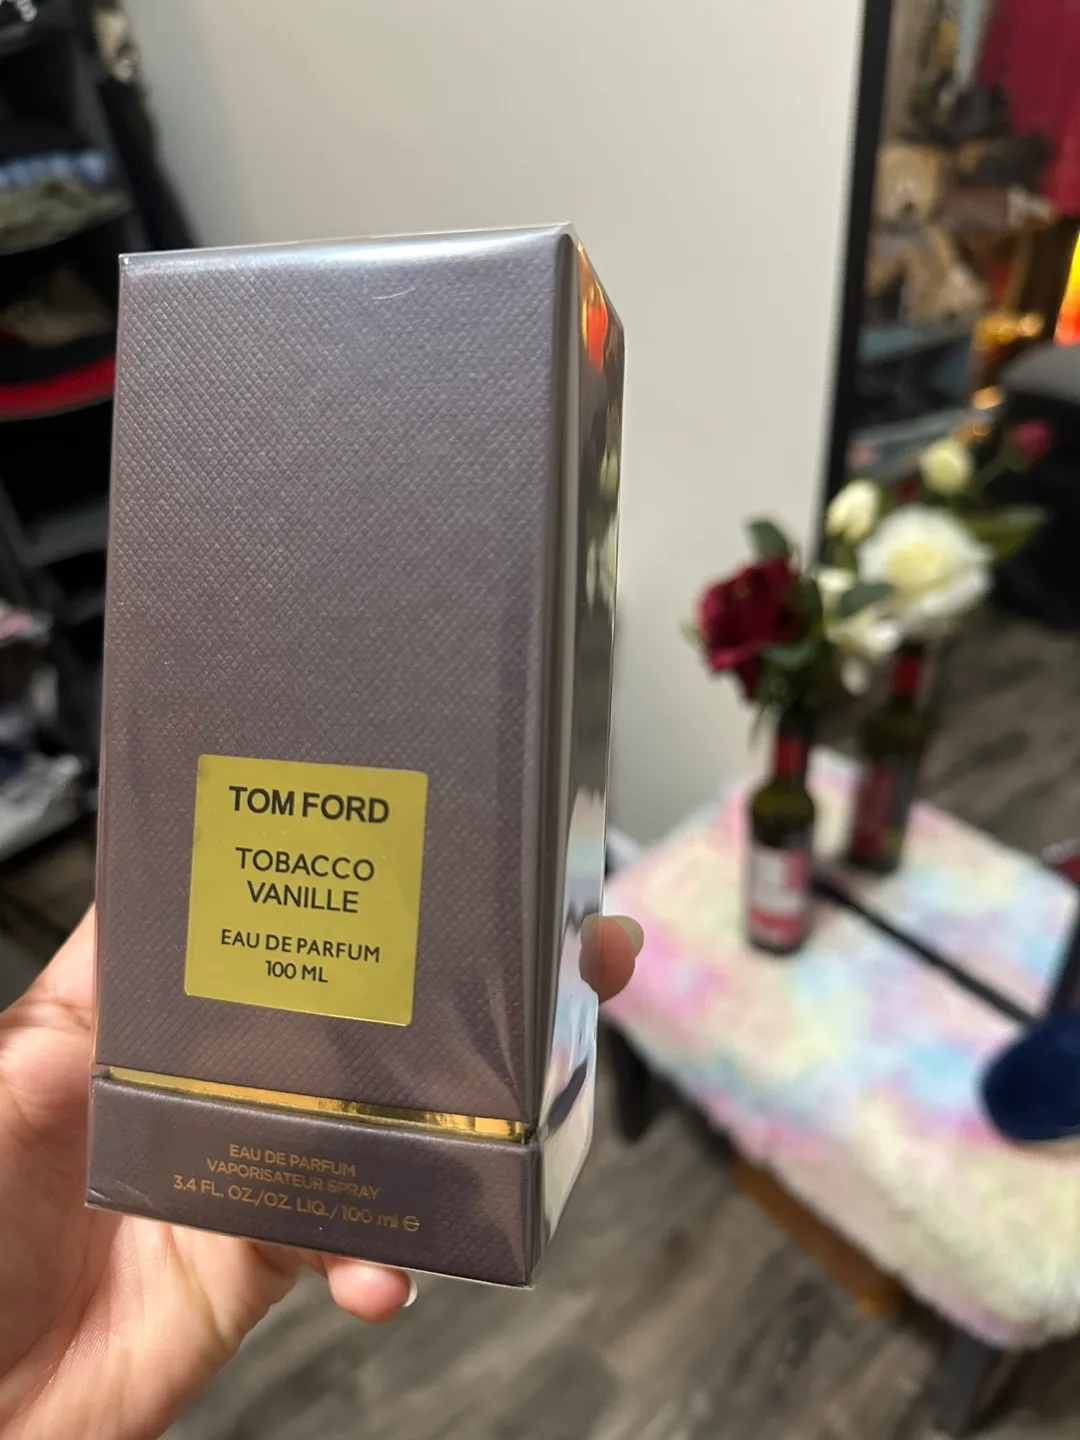 TOM FORD
TOBACCO
VANILLE
EAU DE PARFUM
100 ML
EAU DE PARFUM
VAPORISATEUR SPRAY
3.4 FL. OZ./OZ. LIQ./100 ml ℮